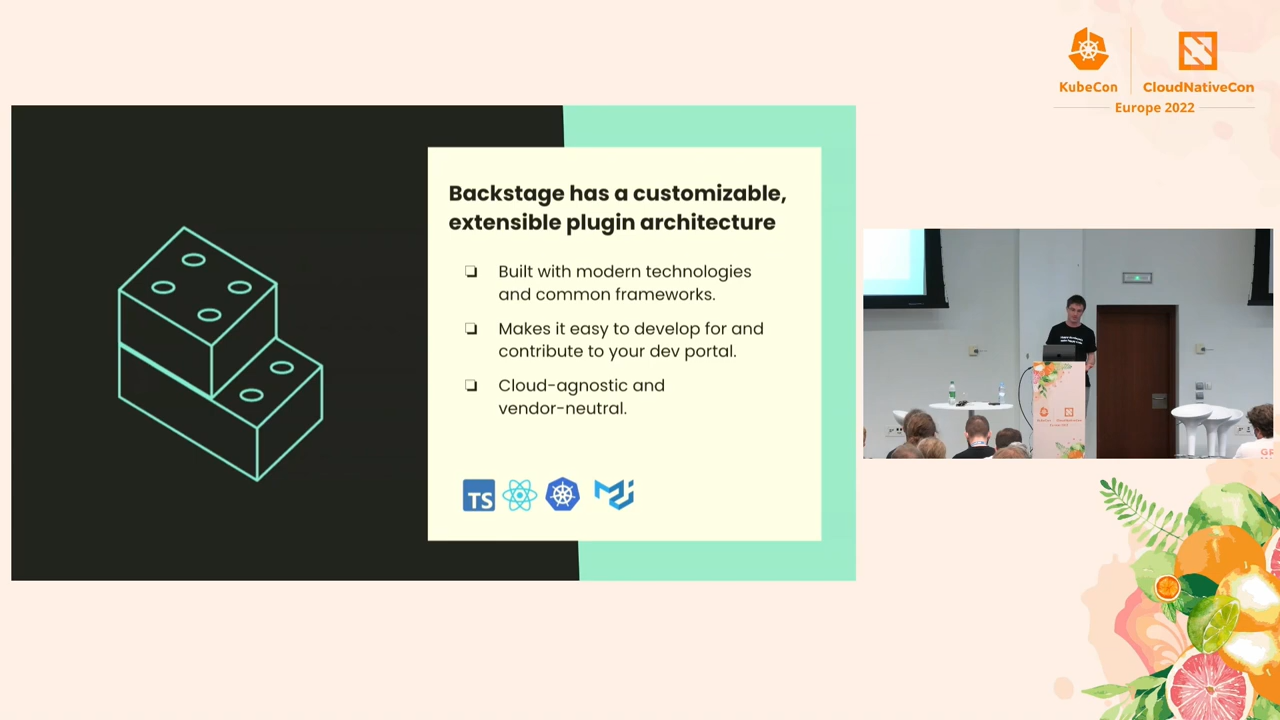 KubeCon
CloudNativeCon
Europe 2022
Backstage has a customizable,
extensible plugin architecture
❏ Built with modern technologies
and common frameworks.
❏ Makes it easy to develop for and
contribute to your dev portal.
❏ Cloud-agnostic and
vendor-neutral.
TS